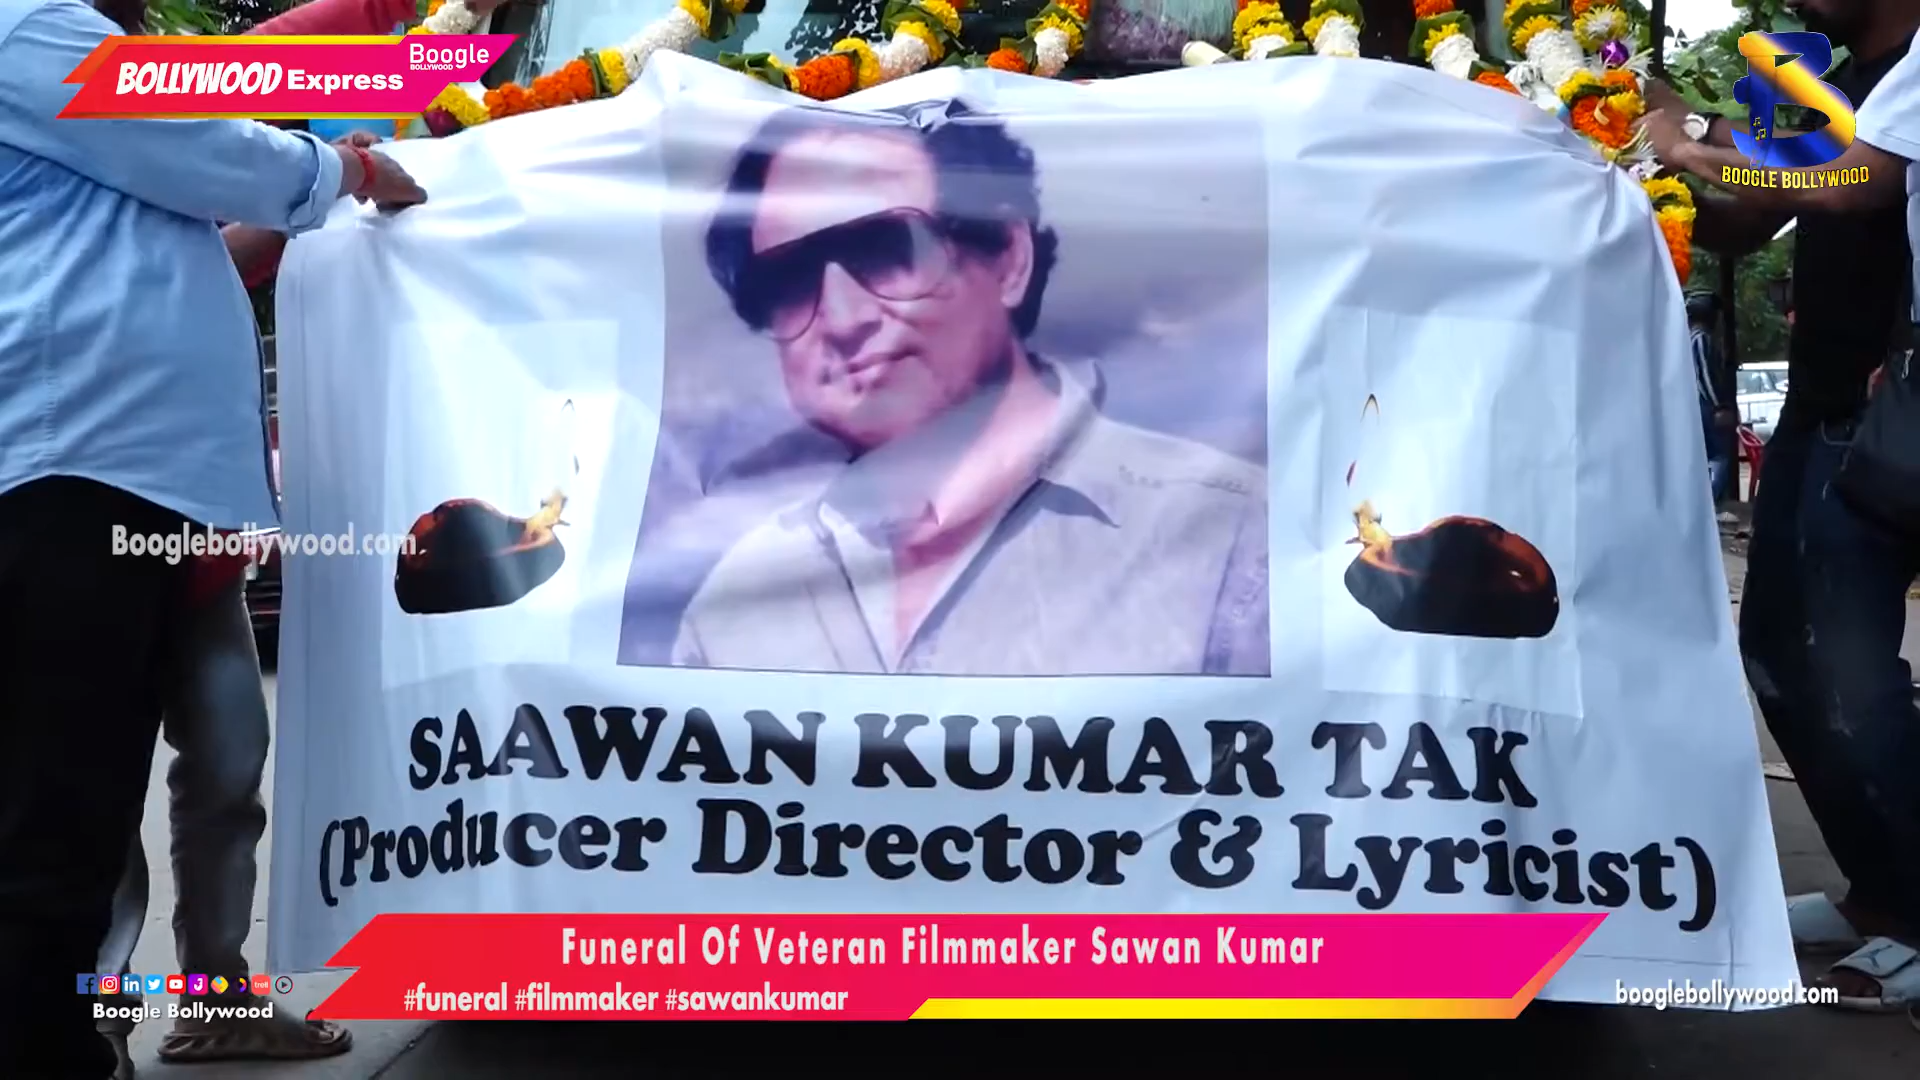 BOLLYWOOD Express
Boogle
BOLLYWOOD
BOOGLE BOLLYWOOD
Booglebollywood.com
SAAWAN KUMAR TAK
(Producer Director & Lyricist)
Funeral Of Veteran Filmmaker Sawan Kumar
#funeral #filmmaker #sawankumar
Boogle Bollywood
booglebollywood.com